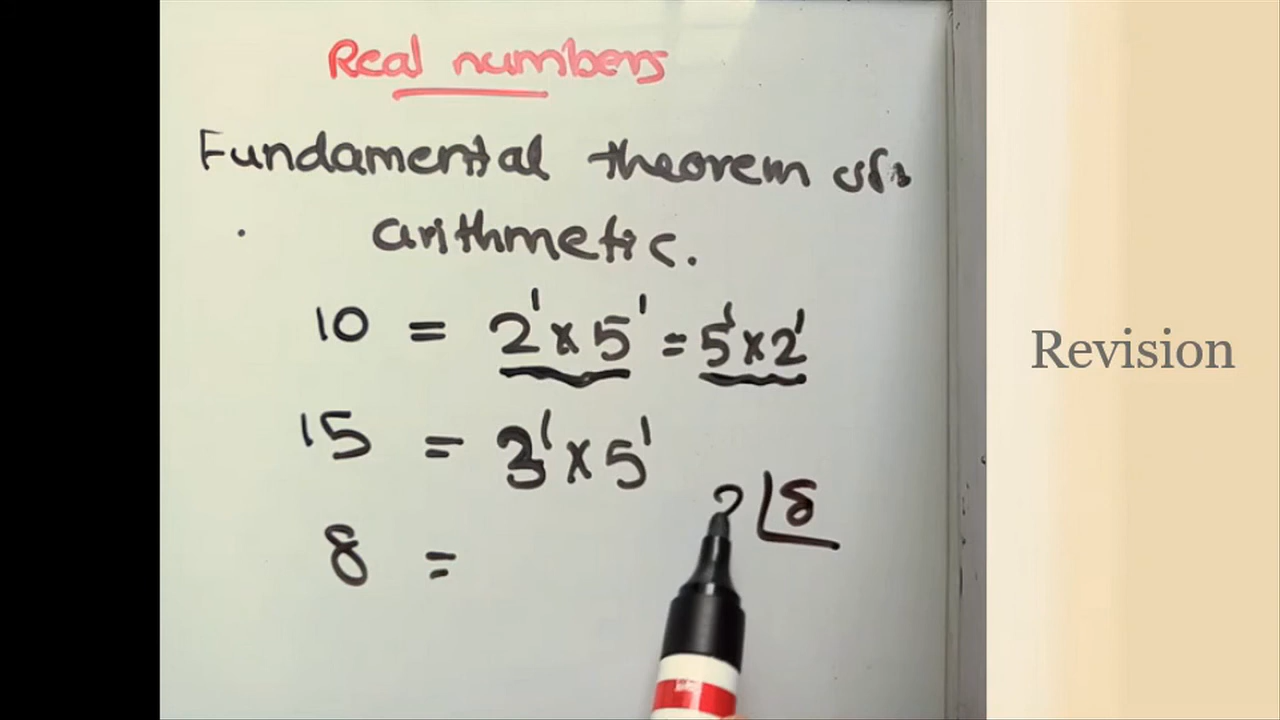 Real numbers
Fundamental theorem of
arithmetic.
10 = 2¹ × 5¹ = 5¹ × 2¹
15 = 3¹ × 5¹
2 | 8
8 =
Revision